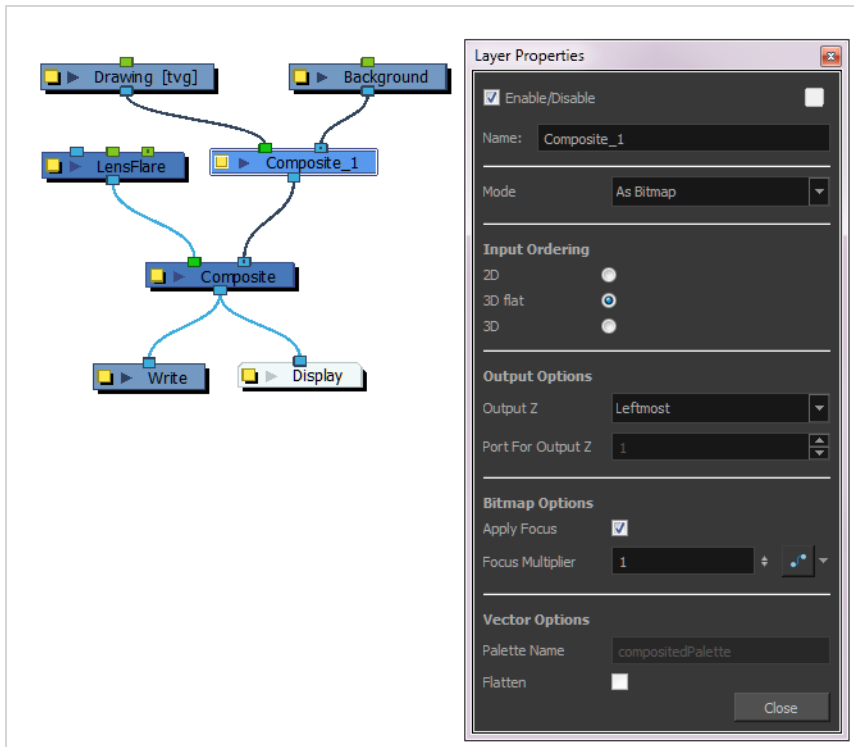 Drawing [tvg]
Background
LensFlare
Composite_1
Composite
Write
Display
Layer Properties
Enable/Disable
Name: Composite_1
Mode As Bitmap
Input Ordering
2D
3D flat
3D
Output Options
Output Z Leftmost
Port For Output Z 1
Bitmap Options
Apply Focus
Focus Multiplier 1
Vector Options
Palette Name compositedPalette
Flatten
Close